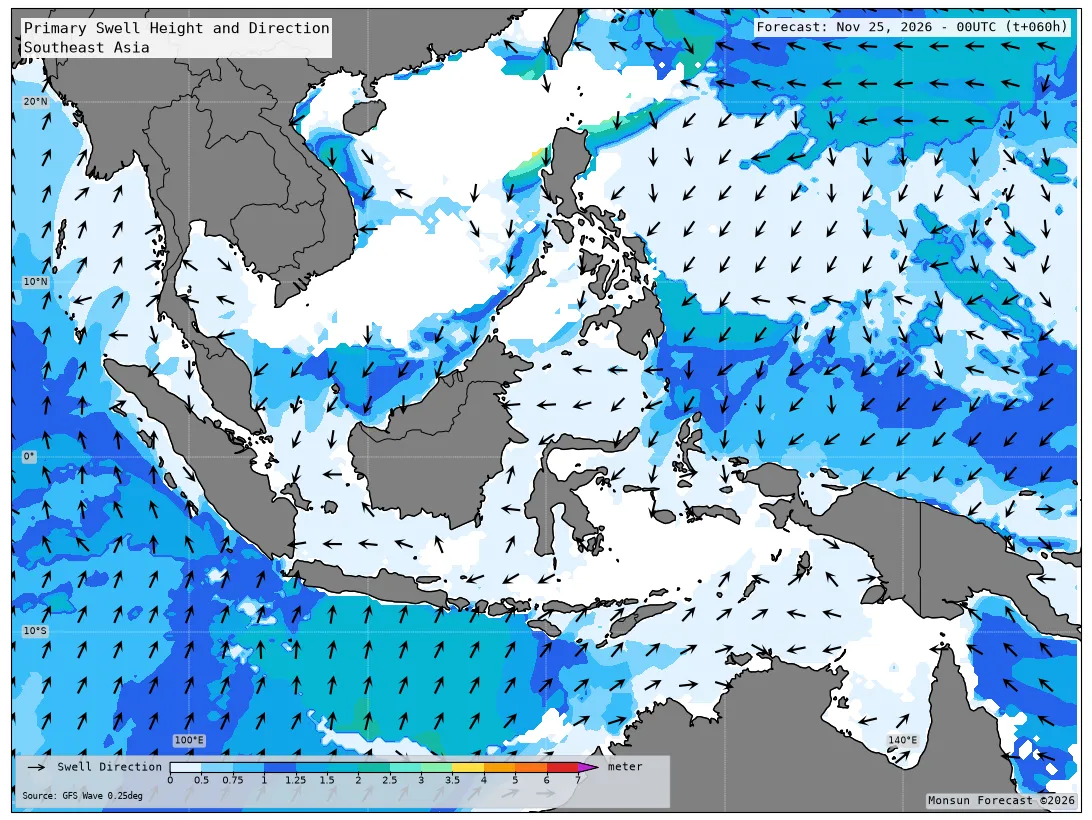 Primary Swell Height and Direction
Southeast Asia
Forecast: Nov 25, 2026 - 00UTC (t+060h)
20°N
10°N
0°
10°S
100°E
140°E
Swell Direction
0 0.5 0.75 1 1.25 1.5 2 2.5 3 3.5 4 5 6 7
meter
Source: GFS Wave 0.25deg
Monsun Forecast ©2026